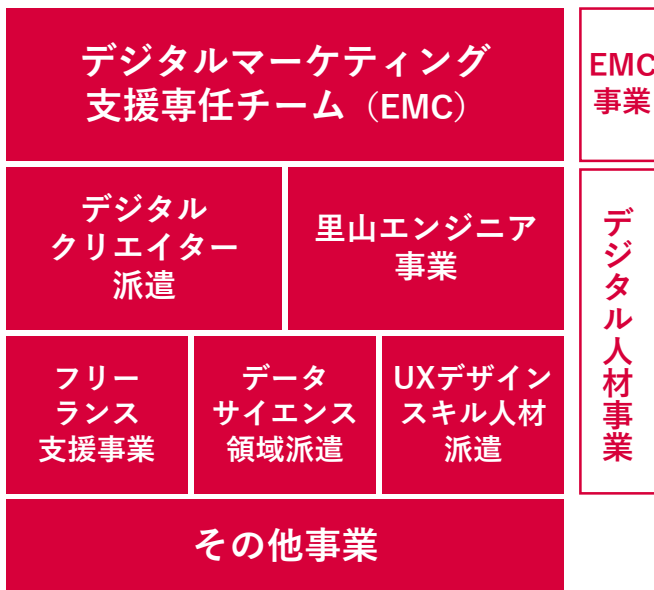 デジタルマーケティング
支援専任チーム（EMC）
EMC
事業
デジタル
クリエイター
派遣
里山エンジニア
事業
デジタル人材事業
フリー
ランス
支援事業
データ
サイエンス
領域派遣
UXデザイン
スキル人材
派遣
その他事業